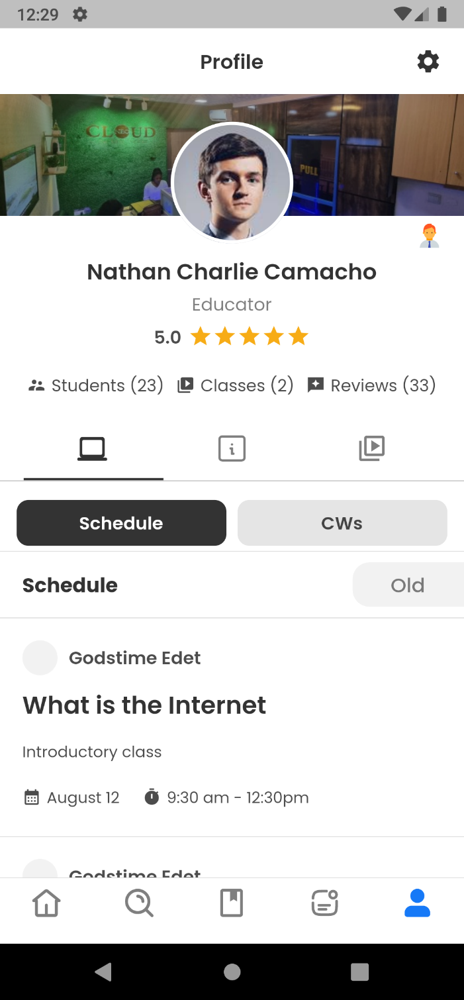 12:29
Profile
CLOUD
NEO
PULL
Nathan Charlie Camacho
Educator
5.0
Students (23) Classes (2) Reviews (33)
Schedule CWs
Schedule Old
Godstime Edet
What is the Internet
Introductory class
August 12 9:30 am - 12:30pm
Godstime Edet